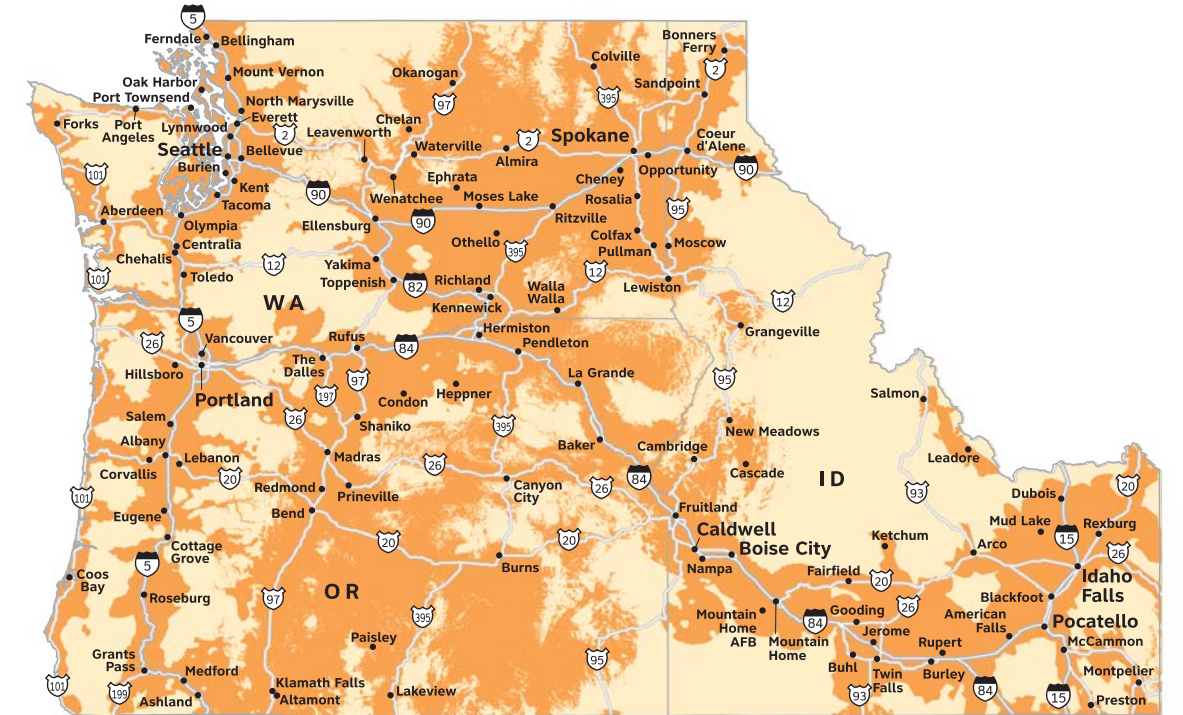 5
Ferndale
Bellingham
Bonners
Ferry
Colville
2
Okanogan
Mount Vernon
Sandpoint
Oak Harbor
Port Townsend
97
395
North Marysville
Everett
Forks
Port
Angeles
Lynnwood
2
Leavenworth
Chelan
Waterville
2
Almira
Spokane
Coeur
d'Alene
Seattle
Bellevue
Burien
101
Kent
90
Tacoma
Wenatchee
Ephrata
Moses Lake
Cheney
Opportunity
90
Rosalia
95
Aberdeen
Olympia
Ellensburg
90
Ritzville
Centralia
Chehalis
Othello
395
Colfax
Pullman
Moscow
101
Toledo
12
Yakima
Toppenish
82
Richland
Kennewick
Walla
Walla
12
Lewiston
12
WA
5
26
Vancouver
Rufus
84
Hermiston
Pendleton
Grangeville
Hillsboro
The
Dalles
97
197
La Grande
95
Portland
Condon
Heppner
Salmon
Salem
26
Shaniko
395
New Meadows
Albany
Lebanon
Corvallis
Madras
26
Baker
Cambridge
Cascade
Leadore
20
Redmond
Prineville
Canyon
City
26
84
ID
93
Dubois
20
101
Eugene
Bend
Fruitland
Mud Lake
Rexburg
15
Cottage
Grove
20
20
Caldwell
Boise City
Ketchum
Arco
26
5
Burns
Nampa
Fairfield
20
Idaho
Falls
Coos
Bay
Roseburg
97
OR
395
Mountain
Home
AFB
Mountain
Home
84
Gooding
26
Blackfoot
American
Falls
Pocatello
Paisley
Jerome
Rupert
McCammon
Grants
Pass
Medford
95
Buhl
Twin
Falls
Burley
Montpelier
101
199
Ashland
Klamath Falls
Altamont
Lakeview
93
84
15
Preston